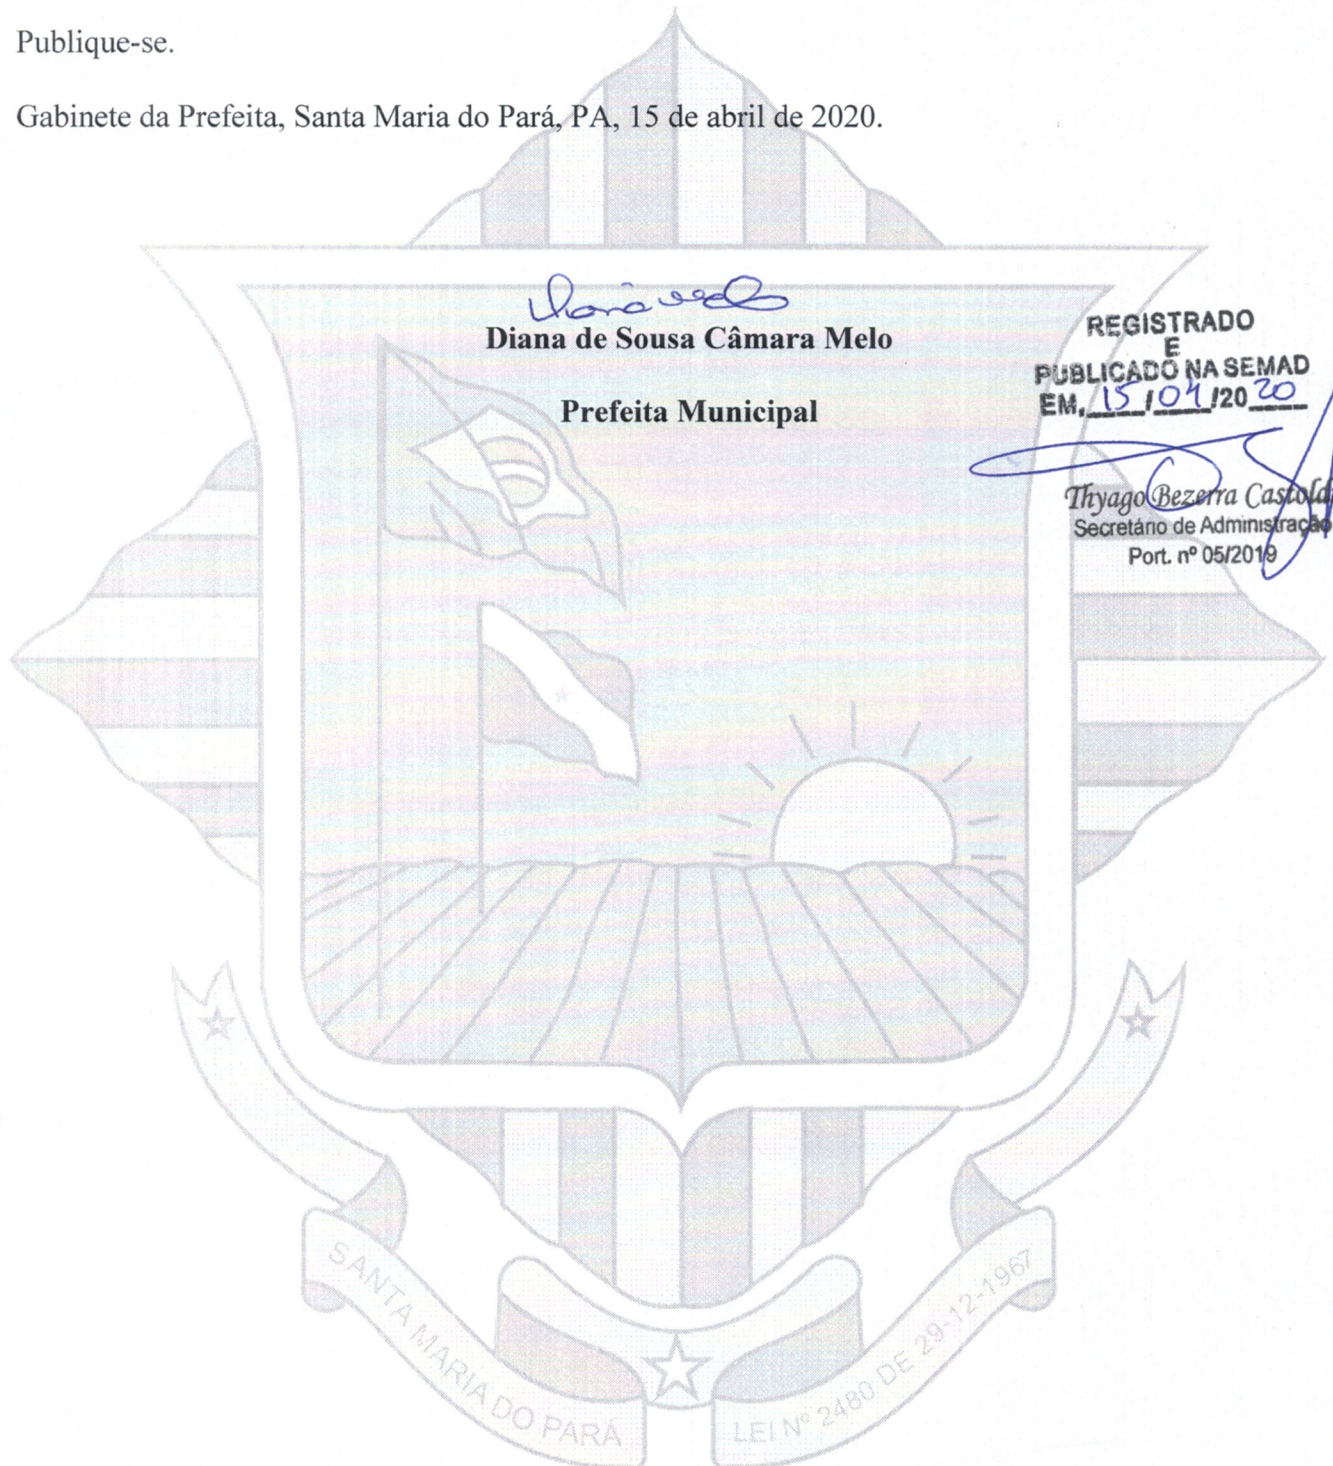 Publique-se.
Gabinete da Prefeita, Santa Maria do Pará, PA, 15 de abril de 2020.
Diana de Sousa Câmara Melo
Prefeita Municipal
REGISTRADO
E
PUBLICADO NA SEMAD
EM, 15/04/2020
Thyago Bezerra Castold
Secretário de Administração
Port. nº 05/2019
SANTA MARIA DO PARÁ
LEI Nº 2480 DE 29-12-1967